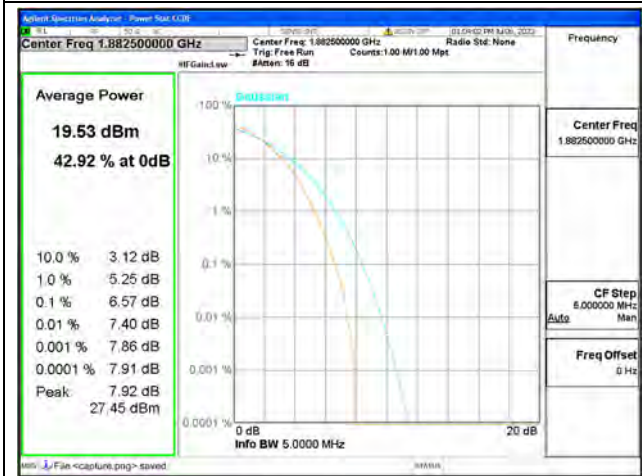 Agilent Spectrum Analyzer - Power Stat CCDF
Center Freq 1.882500000 GHz
Center Freq: 1.882500000 GHz
Radio Std: None
Trig: Free Run
Counts:1.00 M/1.00 Mpt
#IFGain:Low
#Atten: 16 dB
Frequency
Average Power
19.53 dBm
42.92 % at 0dB
10.0 % 3.12 dB
1.0 % 5.25 dB
0.1 % 6.57 dB
0.01 % 7.40 dB
0.001 % 7.86 dB
0.0001 % 7.91 dB
Peak 7.92 dB
27.45 dBm
Gaussian
100 %
10 %
1 %
0.1 %
0.01 %
0.001 %
0.0001 %
0 dB
20 dB
Info BW 5.0000 MHz
Center Freq
1.882500000 GHz
CF Step
6.000000 MHz
Auto Man
Freq Offset
0 Hz
MSG File <capture.png> saved
STATUS